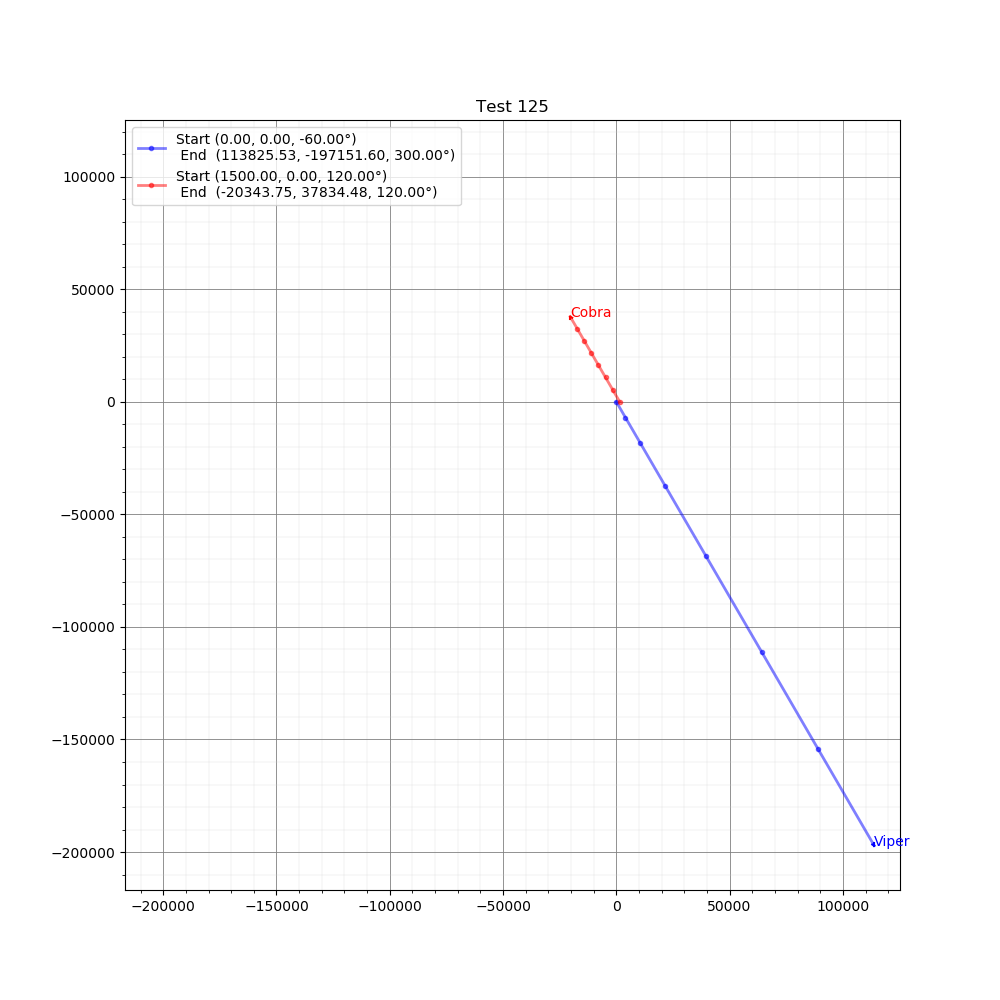 Test 125
Start (0.00, 0.00, -60.00°)
End  (113825.53, -197151.60, 300.00°)
Start (1500.00, 0.00, 120.00°)
End  (-20343.75, 37834.48, 120.00°)
100000
50000
0
−50000
−100000
−150000
−200000
Cobra
Viper
−200000
−150000
−100000
−50000
0
50000
100000